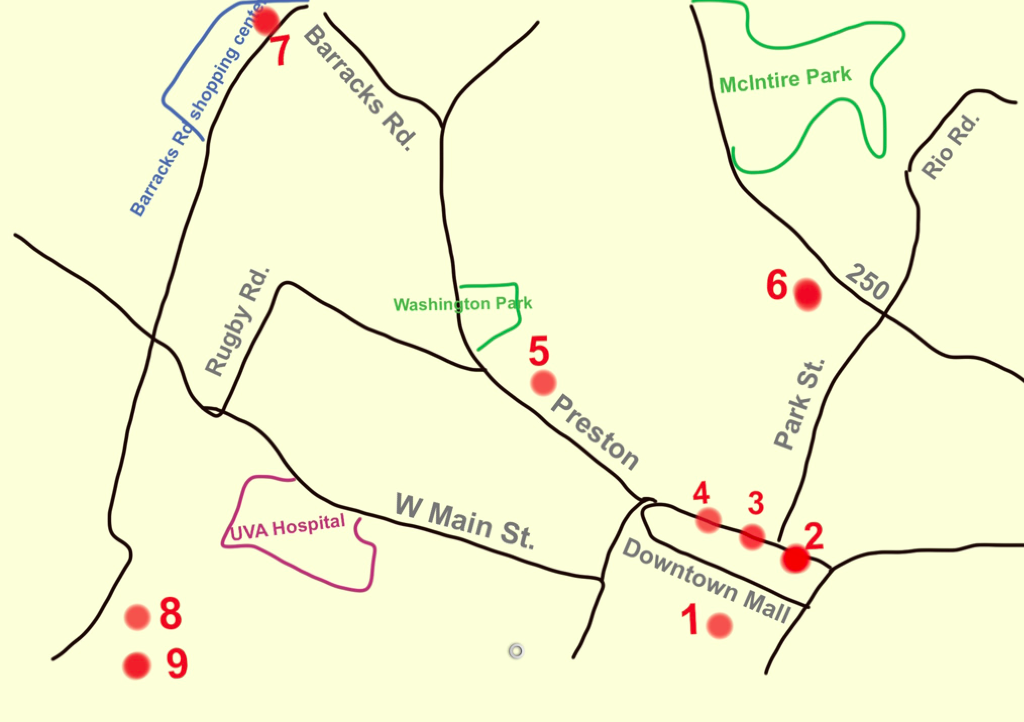 Barracks Rd shopping center
7
Barracks Rd.
McIntire Park
Rio Rd.
Rugby Rd.
Washington Park
6
250
5
Preston
Park St.
UVA Hospital
W Main St.
4
3
2
Downtown Mall
1
8
9